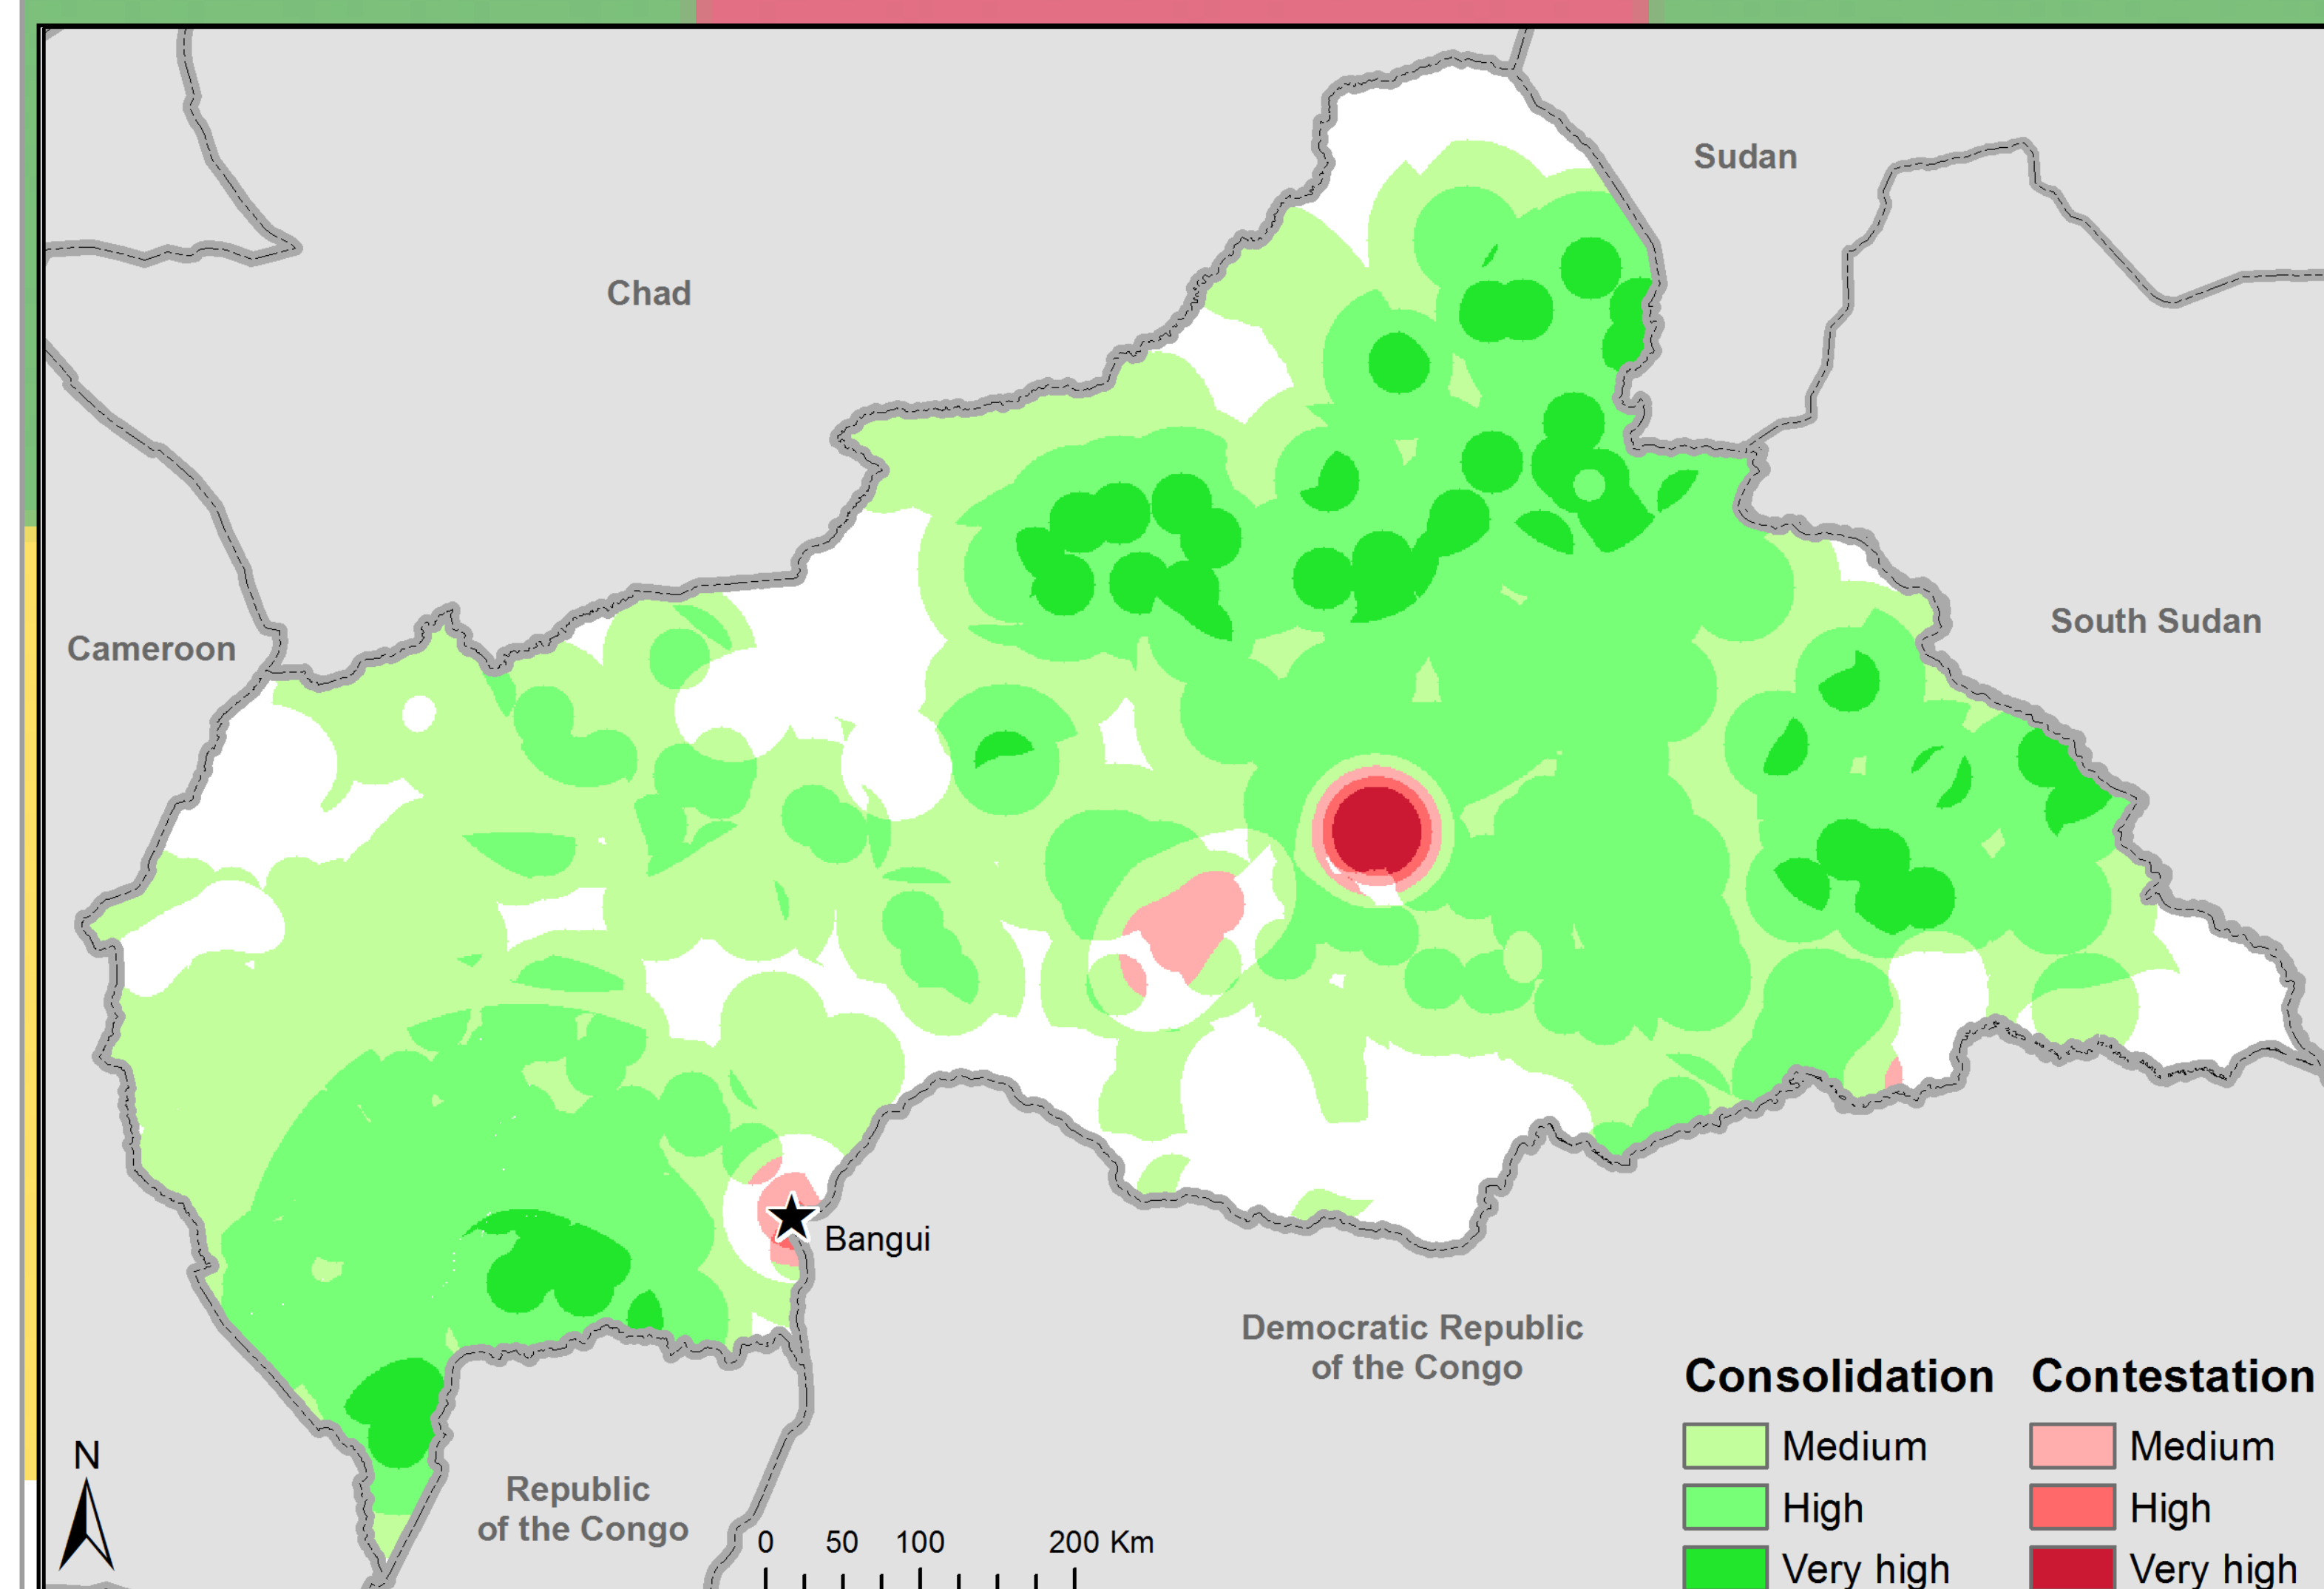 Sudan
Chad
South Sudan
Cameroon
Bangui
Democratic Republic
of the Congo
Republic
of the Congo
N
0 50 100 200 Km
Consolidation Contestation
Medium Medium
High High
Very high Very high